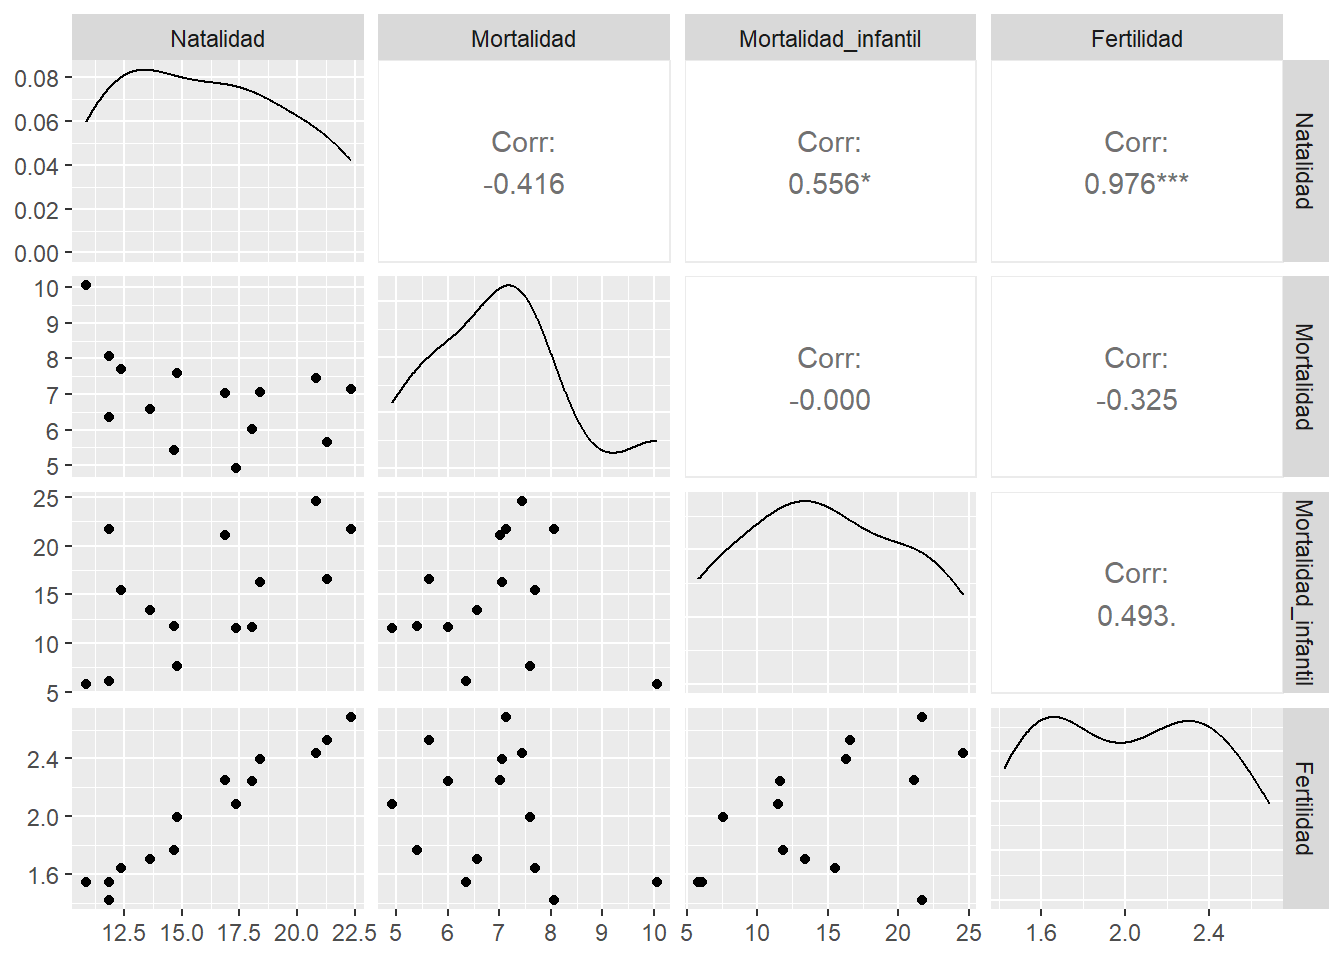 Natalidad
Mortalidad
Mortalidad_infantil
Fertilidad
0.08
0.06
0.04
0.02
0.00
Corr:
-0.416
Corr:
0.556*
Corr:
0.976***
Natalidad
10
9
8
7
6
5
Corr:
-0.000
Corr:
-0.325
Mortalidad
25
20
15
10
5
Corr:
0.493.
Mortalidad_infantil
2.4
2.0
1.6
Fertilidad
12.5 15.0 17.5 20.0 22.5
5 6 7 8 9 10
5 10 15 20 25
1.6 2.0 2.4